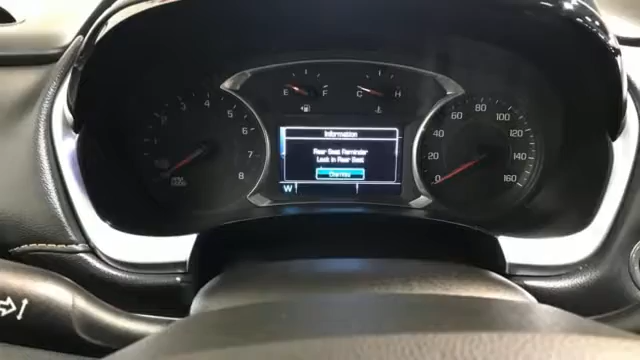 E F C H
4 5 6 7 8
Information
Rear Seat Reminder
Look in Rear Seat
Dismiss
W
0 20 40 60 80 100 120 140 160